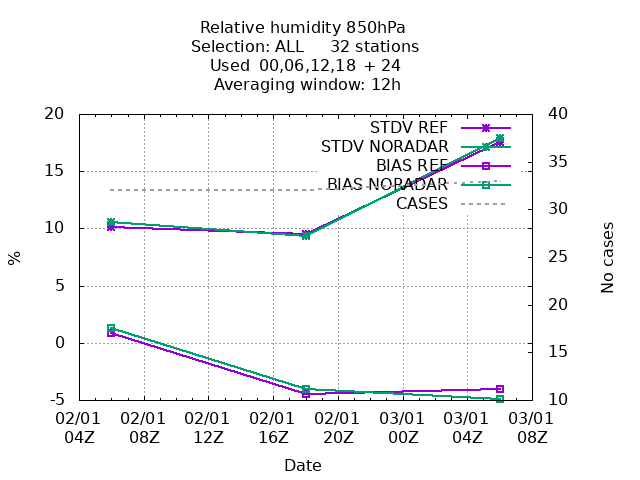 Relative humidity 850hPa
Selection: ALL     32 stations
Used  00,06,12,18 + 24
Averaging window: 12h
20
15
10
5
0
-5
%
40
35
30
25
20
15
10
No cases
STDV REF
STDV NORADAR
BIAS REF
BIAS NORADAR
CASES
02/01 02/01 02/01 02/01 02/01 03/01 03/01 03/01
04Z 08Z 12Z 16Z 20Z 00Z 04Z 08Z
Date